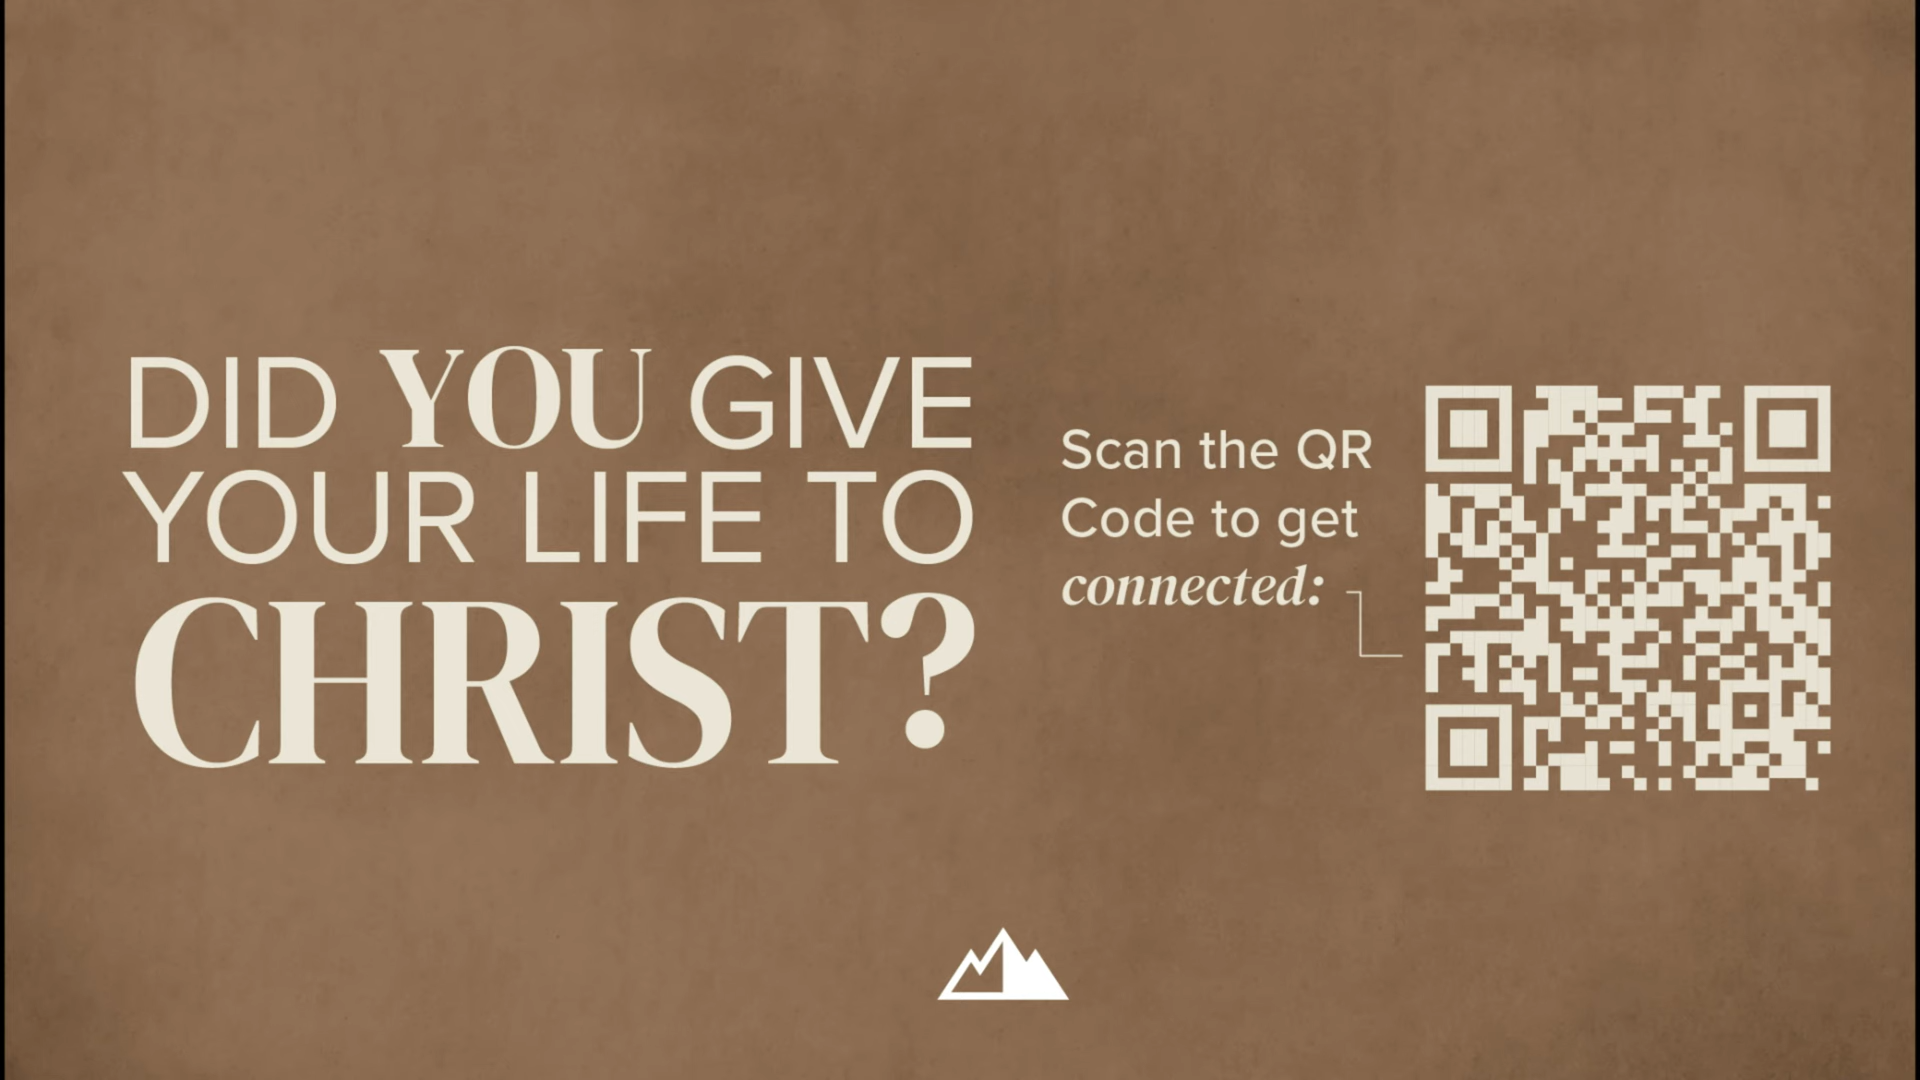 DID YOU GIVE
YOUR LIFE TO
CHRIST?
Scan the QR
Code to get
connected: